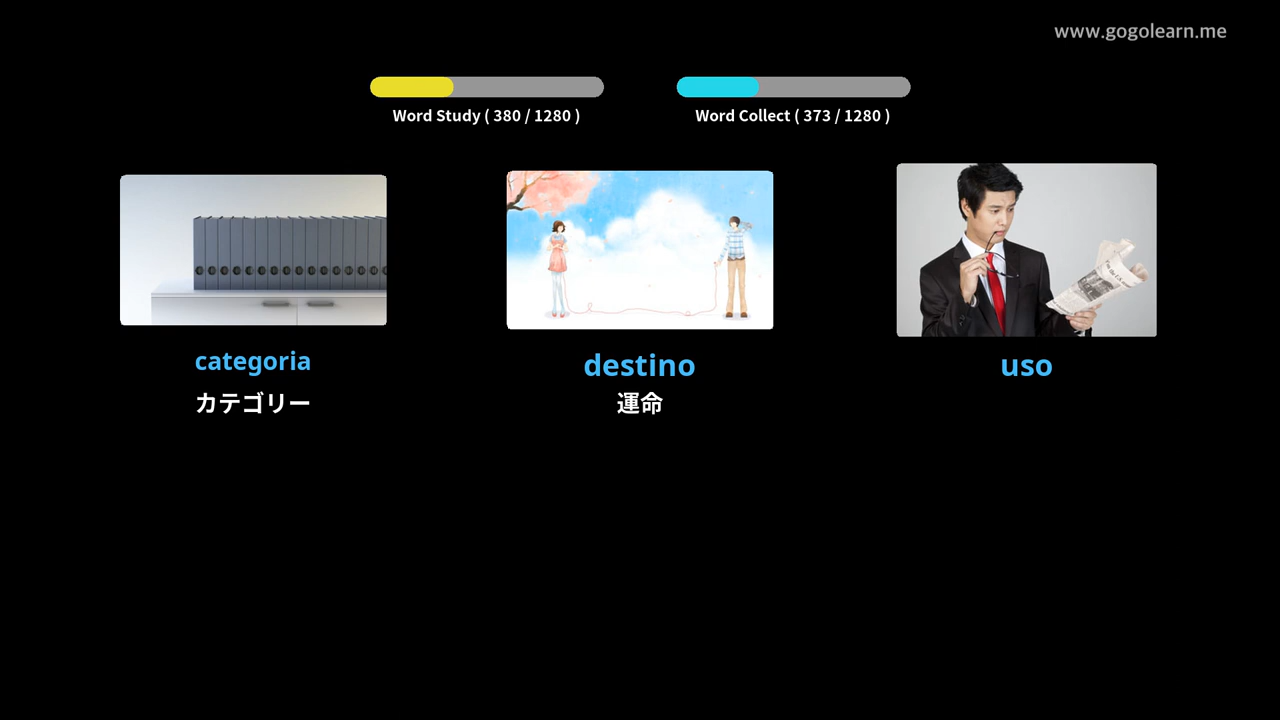 www.gogolearn.me
Word Study ( 380 / 1280 )
Word Collect ( 373 / 1280 )
categoria
カテゴリー
destino
運命
uso